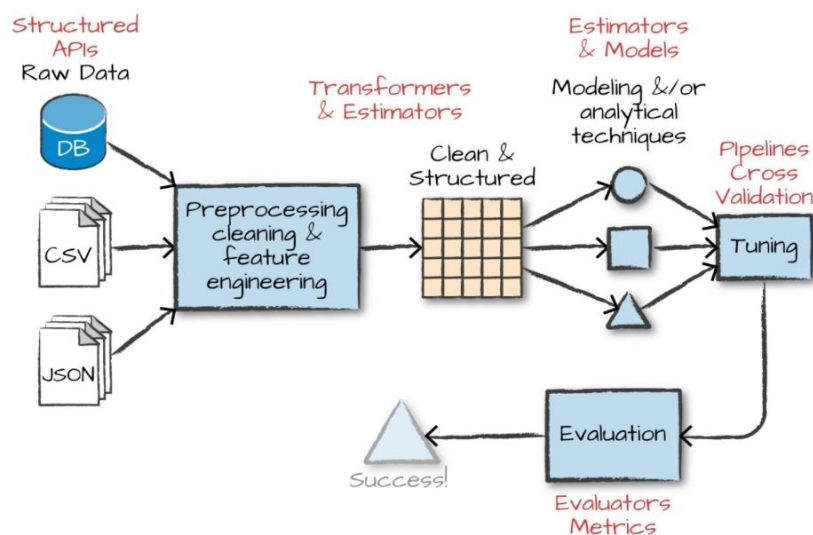 Structured
APIs
Raw Data
DB
CSV
JSON
Preprocessing
cleaning &
feature
engineering
Transformers
& Estimators
Clean &
Structured
Estimators
& Models
Modeling &/or
analytical
techniques
PIpelines
Cross
Validation
Tuning
Evaluation
Evaluators
Metrics
Success!